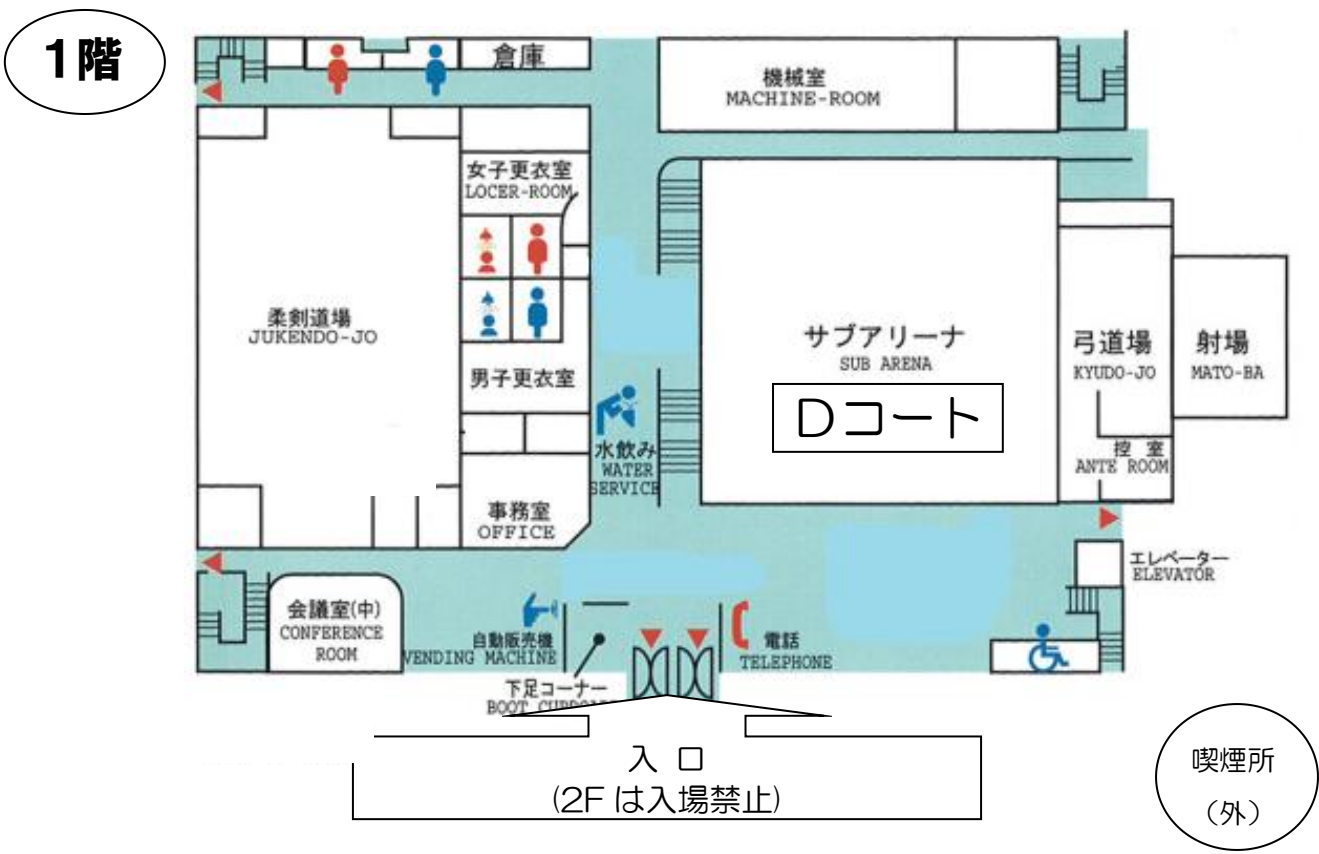 1階
倉庫
機械室
MACHINE-ROOM
女子更衣室
LOCER-ROOM
柔剣道場
JUKENDO-JO
男子更衣室
サブアリーナ
SUB ARENA
Dコート
弓道場
KYUDO-JO
射場
MATO-BA
水飲み
WATER
SERVICE
控室
ANTE ROOM
事務室
OFFICE
エレベーター
ELEVATOR
会議室(中)
CONFERENCE
ROOM
自動販売機
VENDING MACHINE
電話
TELEPHONE
下足コーナー
BOOT
入口
(2Fは入場禁止)
喫煙所
（外）